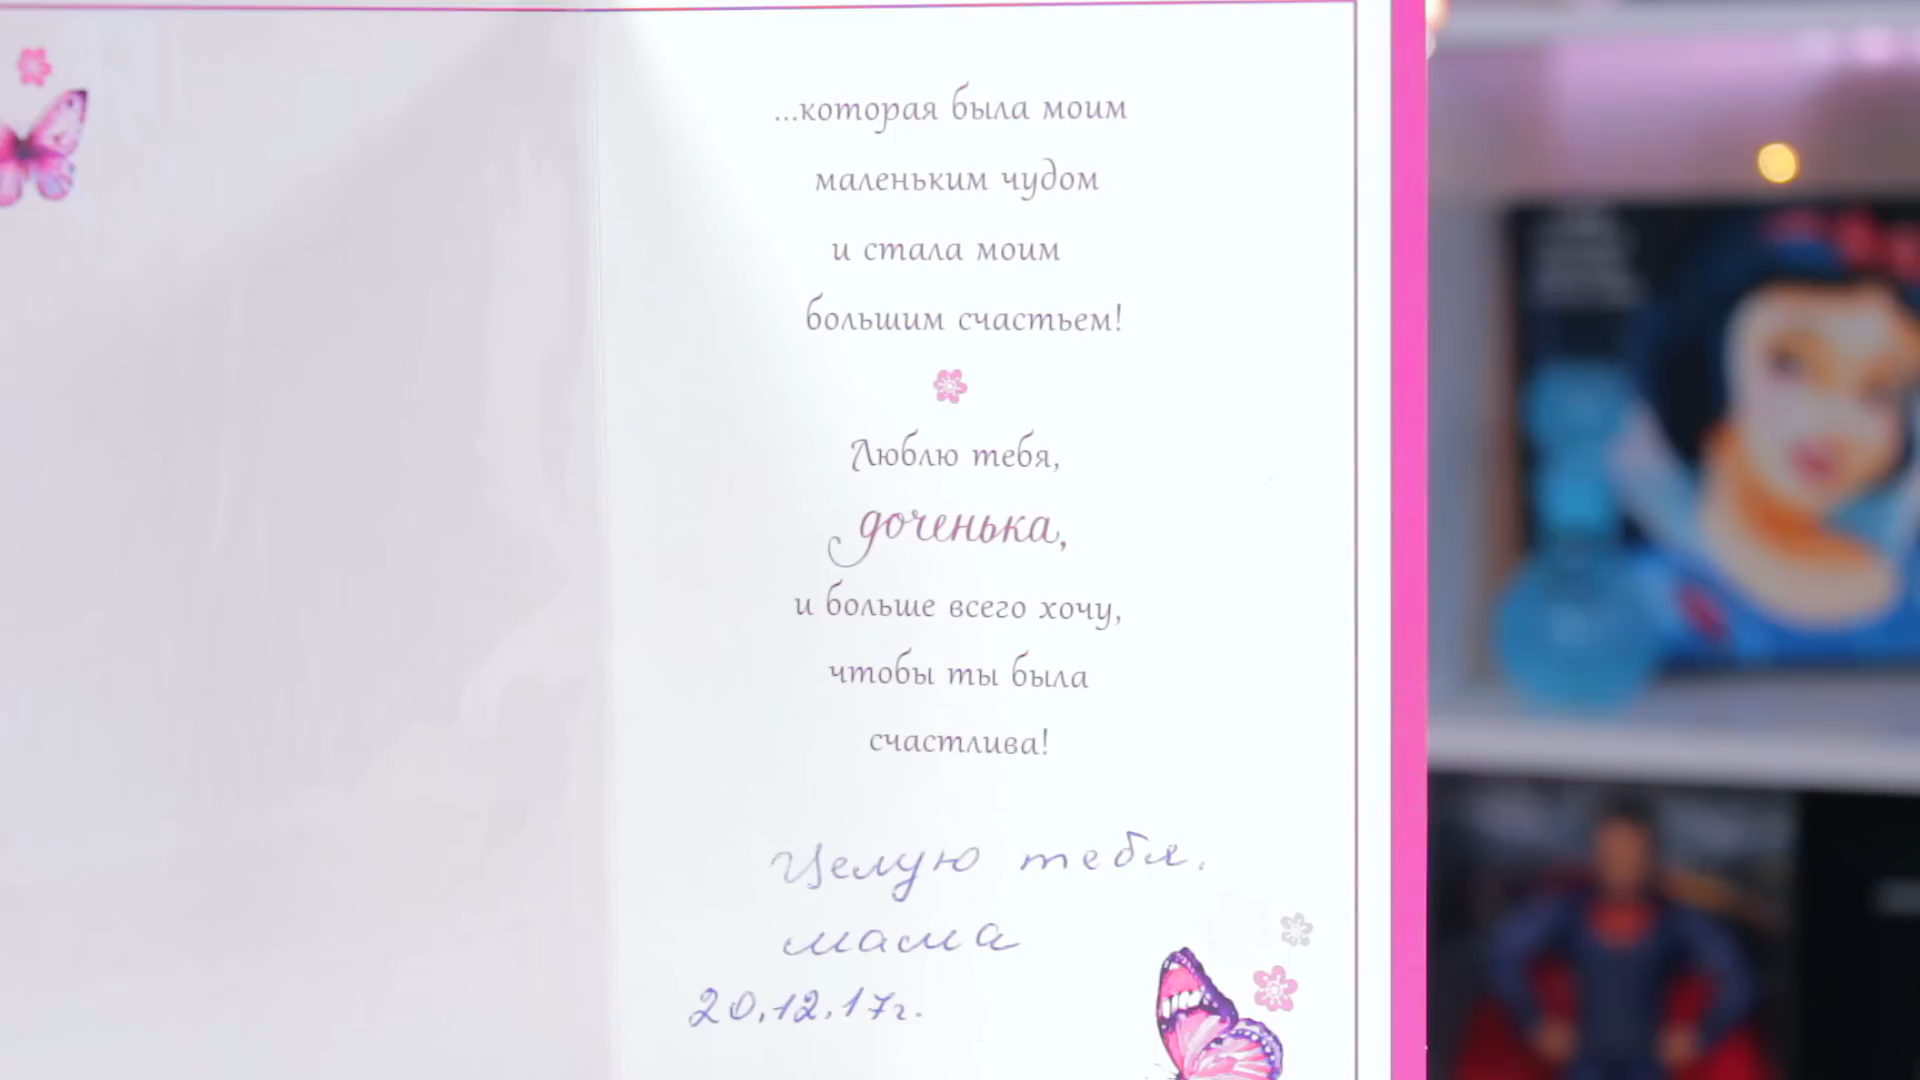 ...которая была моим
маленьким чудом
и стала моим
большим счастьем!
Люблю тебя,
доченька,
и больше всего хочу,
чтобы ты была
счастлива!
Целую тебя.
мама
20.12.17г.